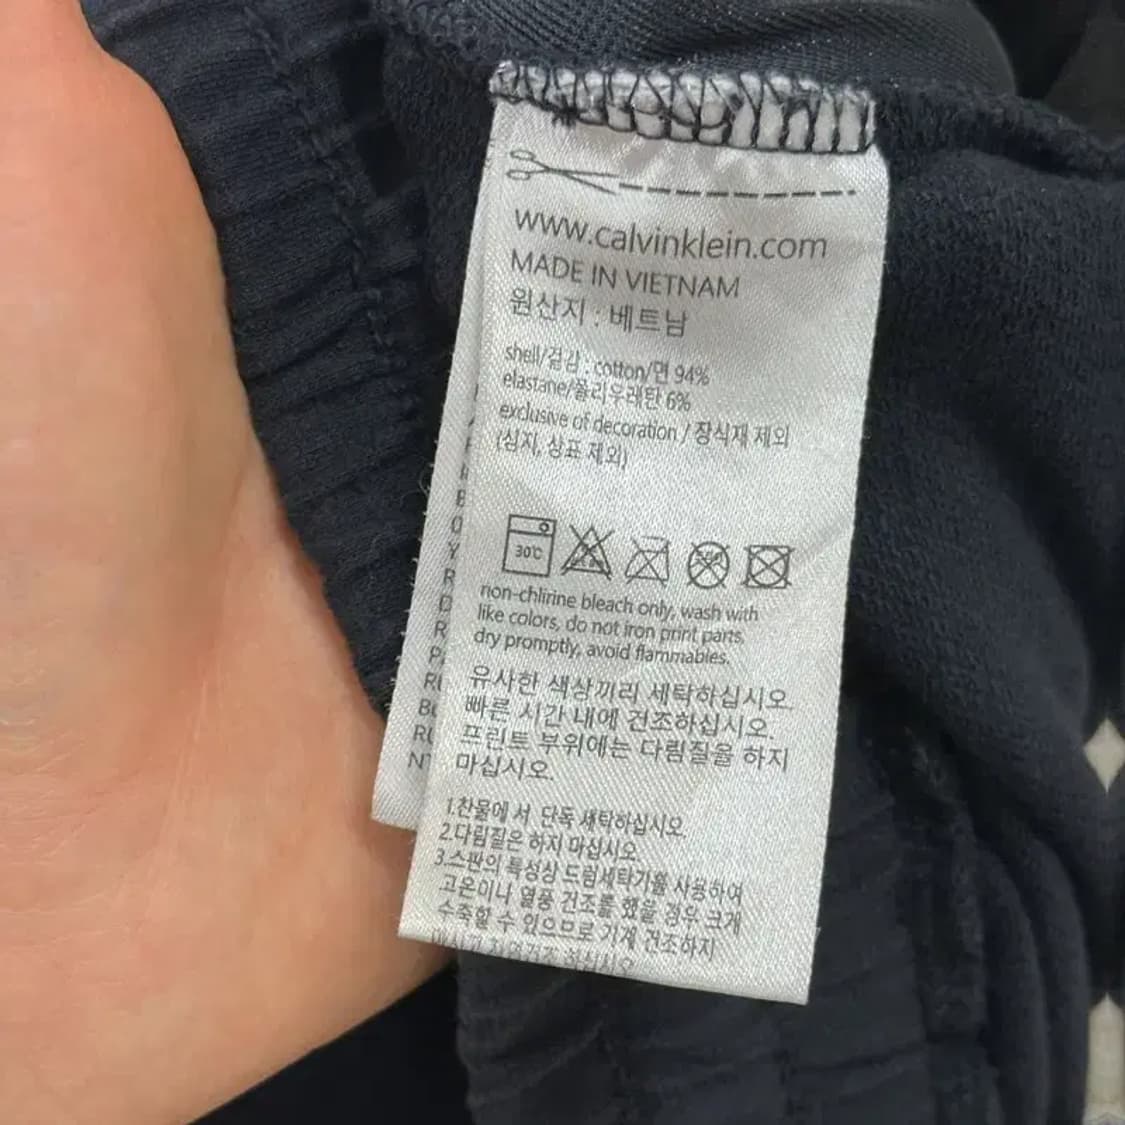 www.calvinklein.com
MADE IN VIETNAM
원산지 : 베트남
shell/겉감 : cotton/면 94%
elastane/폴리우레탄 6%
exclusive of decoration / 장식재 제외
(심지, 상표 제외)
30℃
non-chlirine bleach only, wash with
like colors, do not iron print parts,
dry promptly, avoid flammabies.
유사한 색상끼리 세탁하십시오.
빠른 시간 내에 건조하십시오.
프린트 부위에는 다림질을 하지
마십시오.
1.찬물에 서 단독 세탁하십시오.
2.다림질은 하지 마십시오.
3.스판의 특성상 드럼세탁기를 사용하여
고온이나 열풍 건조를 했을 경우 크게
수축할 수 있으므로 기계 건조하지